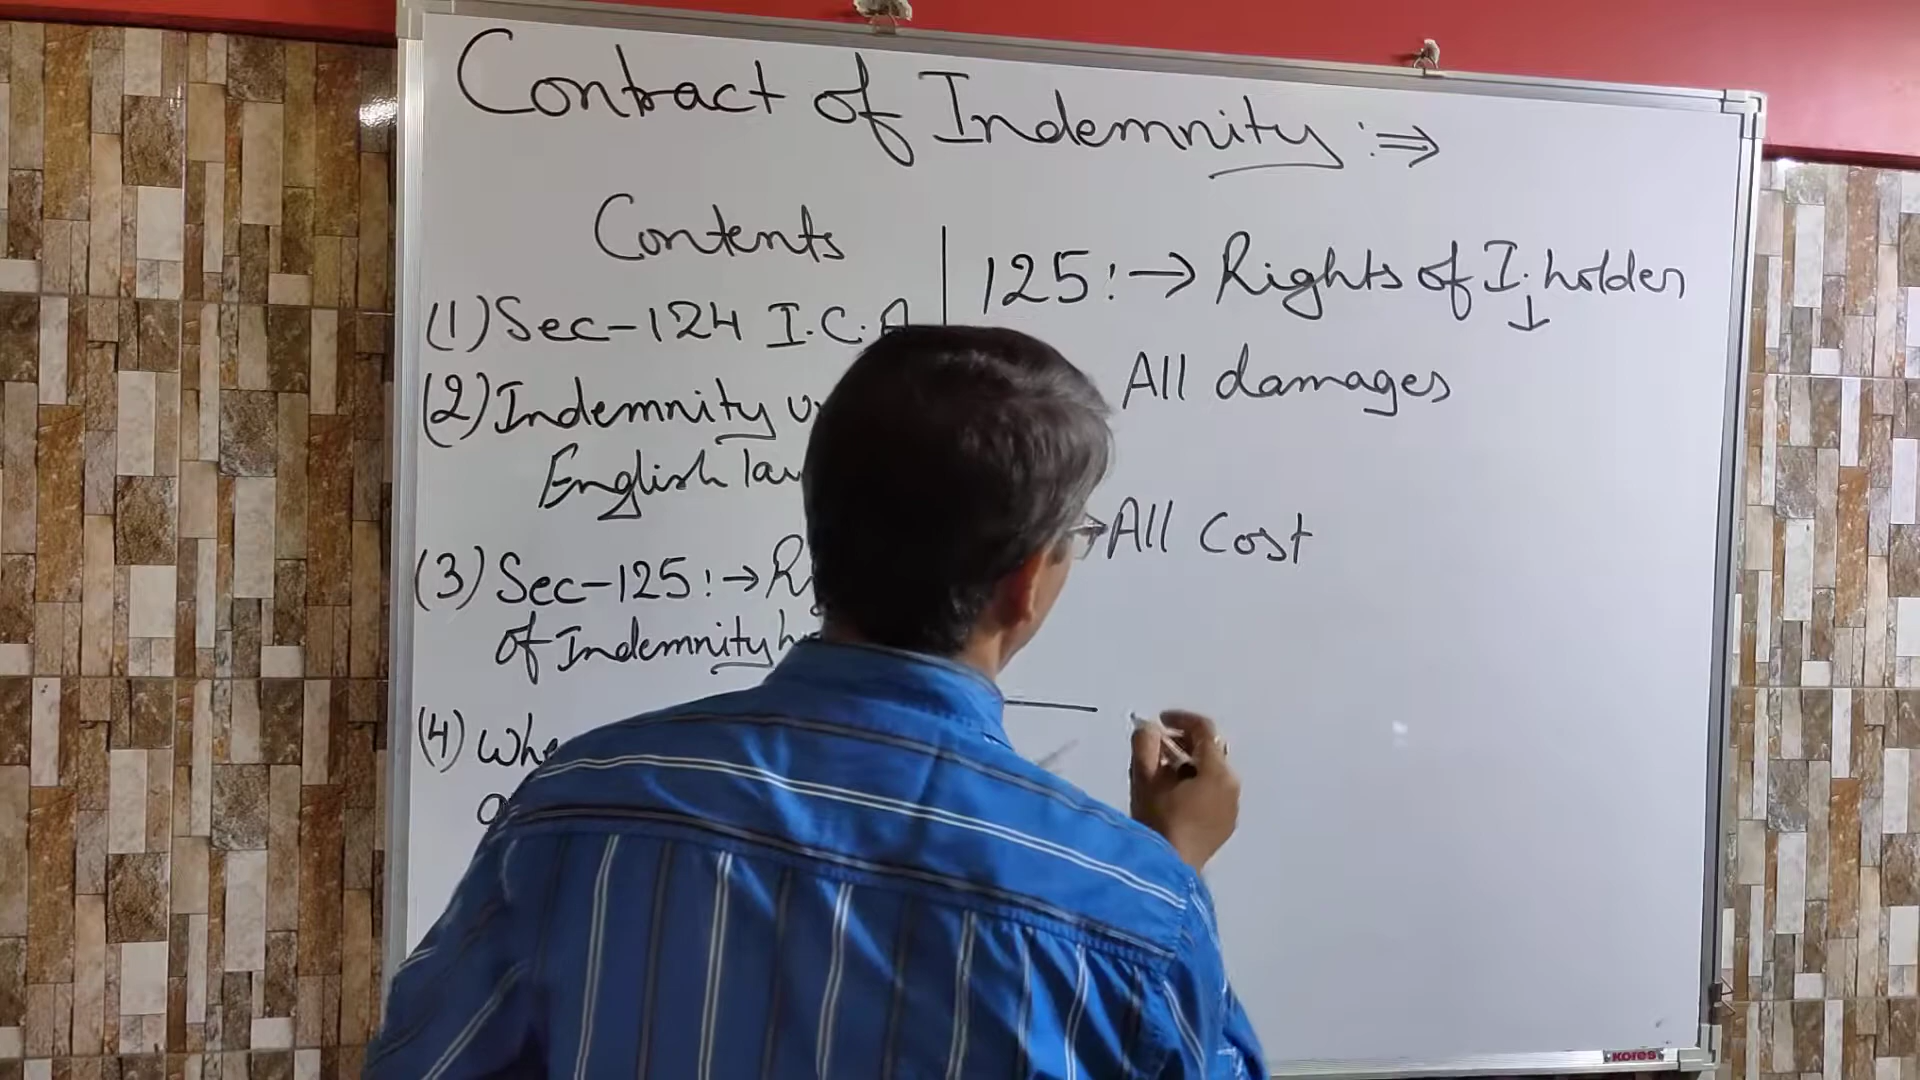 Contract of Indemnity :⇒
Contents
(1) Sec-124 I.C.A
(2) Indemnity
English law
(3) Sec-125 :→
of Indemnity
(4)
125 :→ Rights of I. holder
↓
All damages
→All Cost
KORES